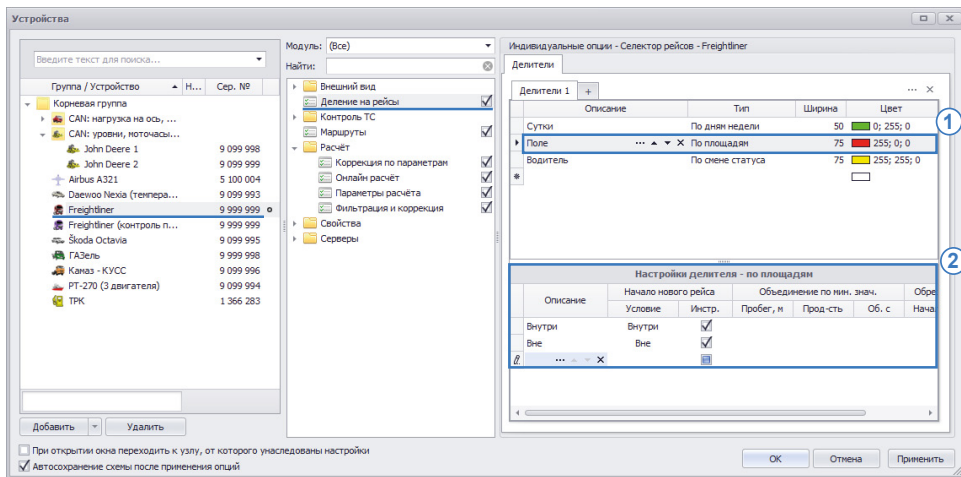 Устройства
Введите текст для поиска...
Группа / Устройство Н... Сер. №
Корневая группа
CAN: нагрузка на ось, ...
CAN: уровни, моточасы...
John Deere 1 9 099 998
John Deere 2 9 099 999
Airbus A321 5 100 004
Daewoo Nexia (темпера... 9 099 993
Freightliner 9 999 999
Freightliner (контроль п... 9 999 999
Škoda Octavia 9 099 995
ГАЗель 9 999 998
Камаз - КУСС 9 099 996
РТ-270 (3 двигателя) 9 099 994
ТРК 1 366 283
Добавить Удалить
При открытии окна переходить к узлу, от которого унаследованы настройки
Автосохранение схемы после применения опций
Модуль: (Все)
Найти:
Внешний вид
Деление на рейсы
Контроль ТС
Маршруты
Расчёт
Коррекция по параметрам
Онлайн расчёт
Параметры расчёта
Фильтрация и коррекция
Свойства
Серверы
Индивидуальные опции - Селектор рейсов - Freightliner
Делители
Делители 1 + ... ×
Описание Тип Ширина Цвет
Сутки По дням недели 50 0; 255; 0
Поле ... По площадям 75 255; 0; 0
Водитель По смене статуса 75 255; 255; 0
1
2
Настройки делителя - по площадям
Описание Начало нового рейса Объединение по мин. знач. Обре
Условие Инстр. Пробег, м Прод-сть Об. с Нача
Внутри Внутри
Вне Вне
...
ОК Отмена Применить